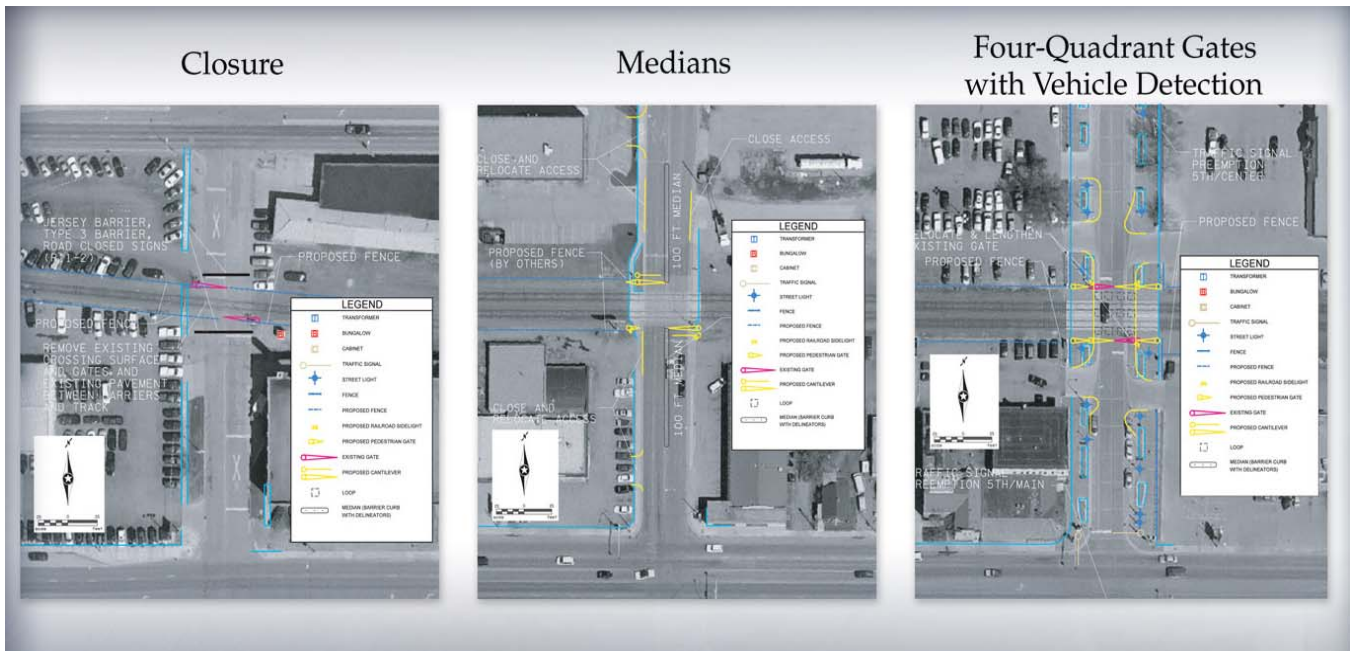 Closure
Medians
Four-Quadrant Gates
with Vehicle Detection
JERSEY BARRIER,
TYPE 3 BARRIER,
ROAD CLOSED SIGNS
(R11-2)
PROPOSED FENCE
PROPOSED FENCE
REMOVE EXISTING
CROSSING SURFACE
AND GATES AND
EXISTING PAVEMENT
BETWEEN BARRIERS
AND TRACK
LEGEND
TRANSFORMER
BUNGALOW
CABINET
TRAFFIC SIGNAL
STREET LIGHT
FENCE
PROPOSED FENCE
PROPOSED RAILROAD SIDELIGHT
PROPOSED PEDESTRIAN GATE
EXISTING GATE
PROPOSED CANTILEVER
LOOP
MEDIAN (BARRIER CURB
WITH DELINEATORS)
CLOSE AND
RELOCATE ACCESS
CLOSE ACCESS
100 FT. MEDIAN
PROPOSED FENCE
(BY OTHERS)
100 FT. MEDIAN
CLOSE AND
RELOCATE ACCESS
LEGEND
TRANSFORMER
BUNGALOW
CABINET
TRAFFIC SIGNAL
STREET LIGHT
FENCE
PROPOSED FENCE
PROPOSED RAILROAD SIDELIGHT
PROPOSED PEDESTRIAN GATE
EXISTING GATE
PROPOSED CANTILEVER
LOOP
MEDIAN (BARRIER CURB
WITH DELINEATORS)
TRAFFIC SIGNAL
PREEMPTION
5TH/CENTER
PROPOSED FENCE
& LENGTHEN
EXISTING GATE
PROPOSED FENCE
SIGNAL
5TH/MAIN
LEGEND
TRANSFORMER
BUNGALOW
CABINET
TRAFFIC SIGNAL
STREET LIGHT
FENCE
PROPOSED FENCE
PROPOSED RAILROAD SIDELIGHT
PROPOSED PEDESTRIAN GATE
EXISTING GATE
PROPOSED CANTILEVER
LOOP
MEDIAN (BARRIER CURB
WITH DELINEATORS)